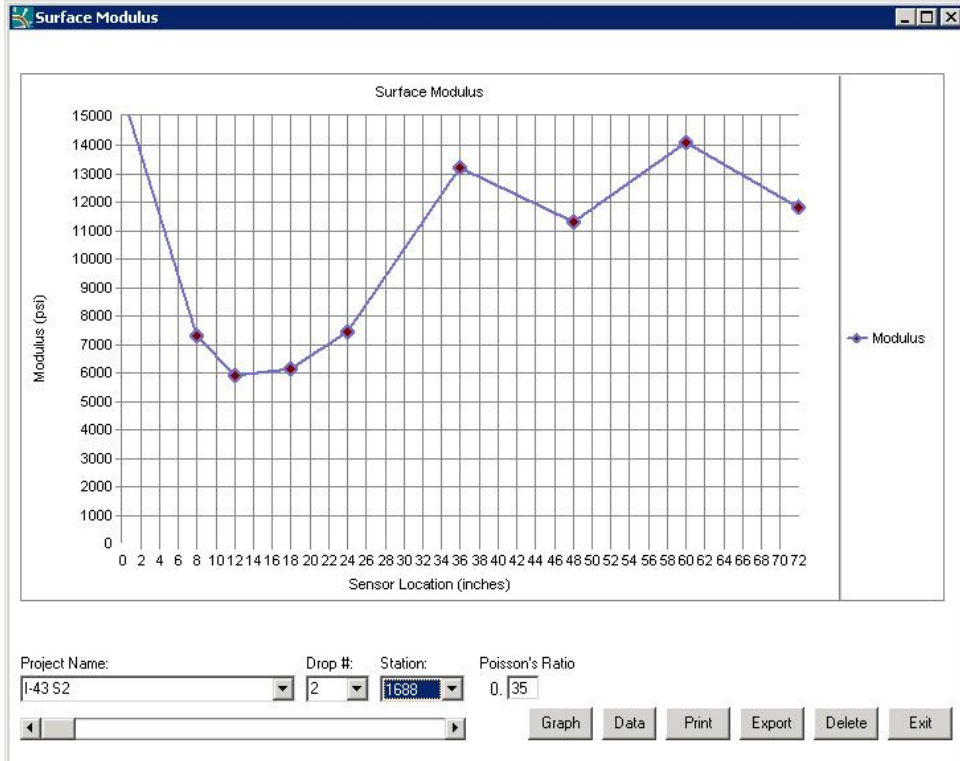 Surface Modulus
Surface Modulus
15000
14000
13000
12000
11000
10000
9000
8000
7000
6000
5000
4000
3000
2000
1000
0
Modulus (psi)
0 2 4 6 8 10 12 14 16 18 20 22 24 26 28 30 32 34 36 38 40 42 44 46 48 50 52 54 56 58 60 62 64 66 68 70 72
Sensor Location (inches)
Modulus
Project Name: Drop #: Station: Poisson's Ratio
I-43 S2 2 1688 0. 35
Graph Data Print Export Delete Exit